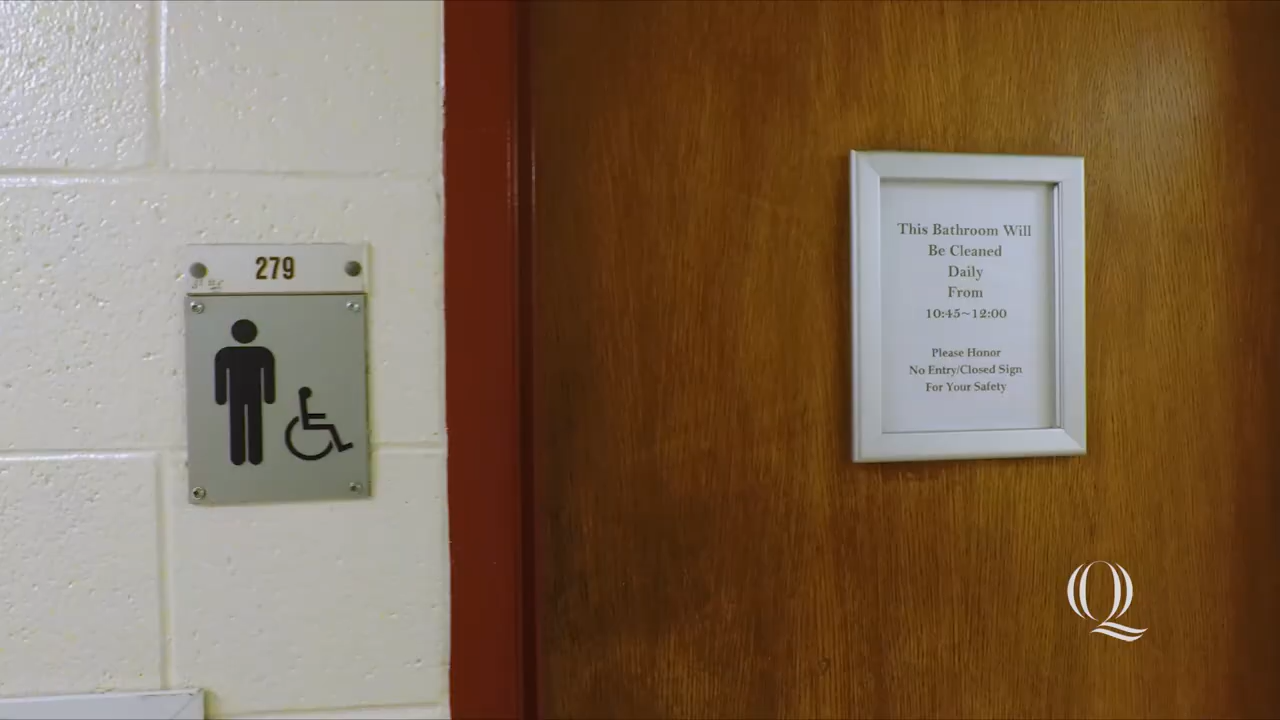 279
This Bathroom Will
Be Cleaned
Daily
From
10:45~12:00
Please Honor
No Entry/Closed Sign
For Your Safety
Q